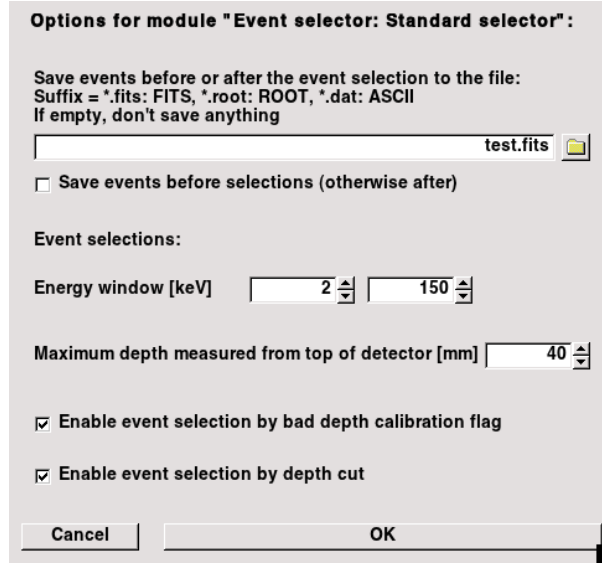 Options for module "Event selector: Standard selector":
Save events before or after the event selection to the file:
Suffix = *.fits: FITS, *.root: ROOT, *.dat: ASCII
If empty, don't save anything
test.fits
Save events before selections (otherwise after)
Event selections:
Energy window [keV] 2 150
Maximum depth measured from top of detector [mm] 40
Enable event selection by bad depth calibration flag
Enable event selection by depth cut
Cancel OK